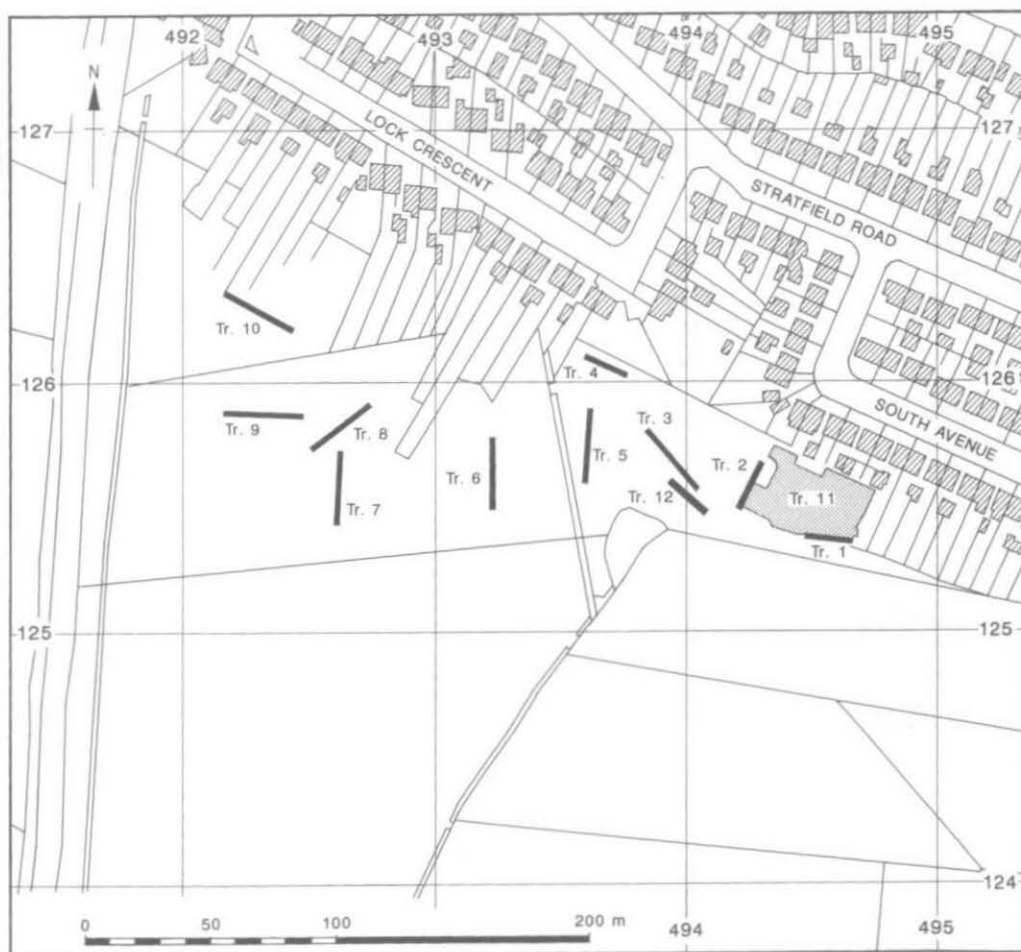 492
493
494
495
N
127
127
LOCK CRESCENT
STRATFIELD ROAD
Tr. 10
Tr. 4
126
126
Tr. 9
Tr. 8
Tr. 3
SOUTH AVENUE
Tr. 7
Tr. 6
Tr. 5
Tr. 12
Tr. 2
Tr. 11
Tr. 1
125
125
124
0
50
100
200 m
494
495